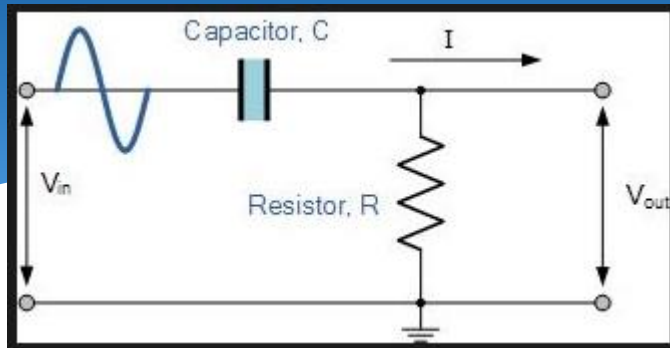 Capacitor, C
I
Vin
Resistor, R
Vout